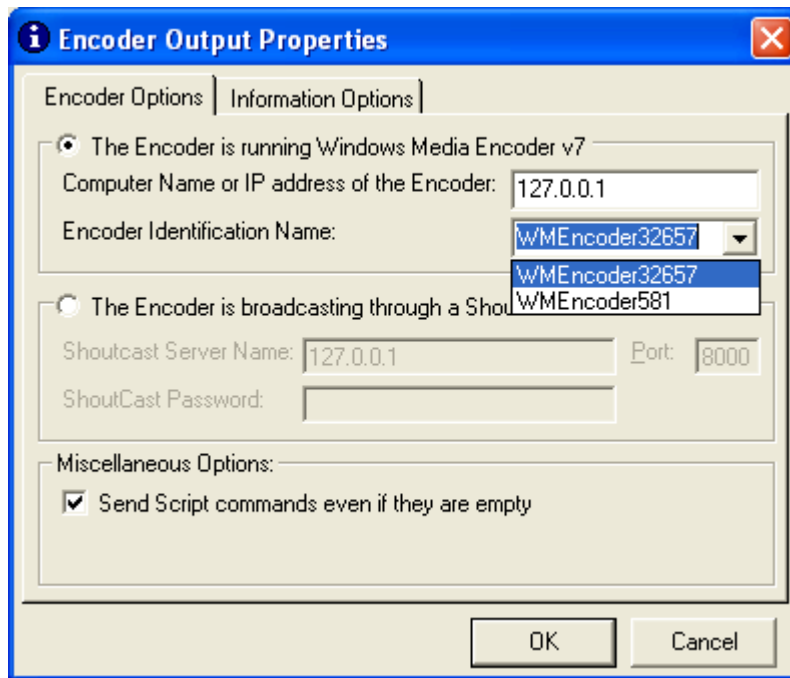 Encoder Output Properties
Encoder Options
Information Options
The Encoder is running Windows Media Encoder v7
Computer Name or IP address of the Encoder: 127.0.0.1
Encoder Identification Name: WMEncoder32657
WMEncoder32657
WMEncoder581
The Encoder is broadcasting through a
Shoutcast Server Name: 127.0.0.1 Port: 8000
ShoutCast Password:
Miscellaneous Options:
Send Script commands even if they are empty
OK
Cancel